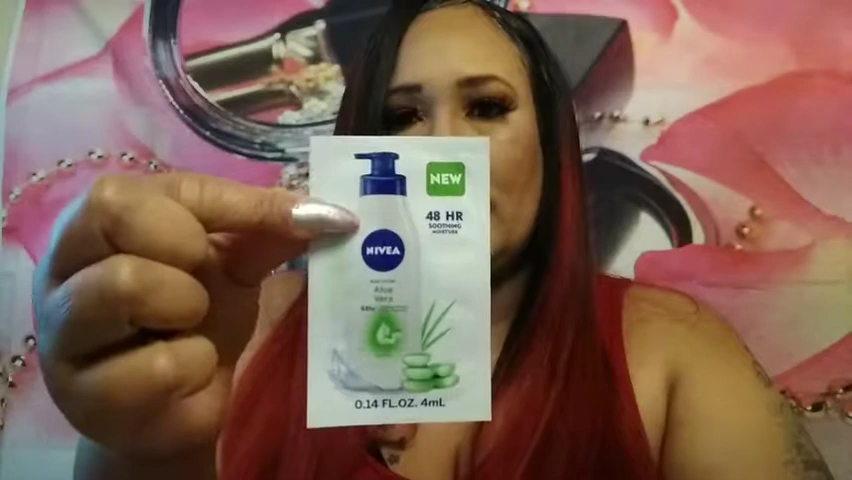 NEW
48 HR
SOOTHING
MOISTURE
NIVEA
Aloe
Vera
0.14 FL.OZ. 4mL